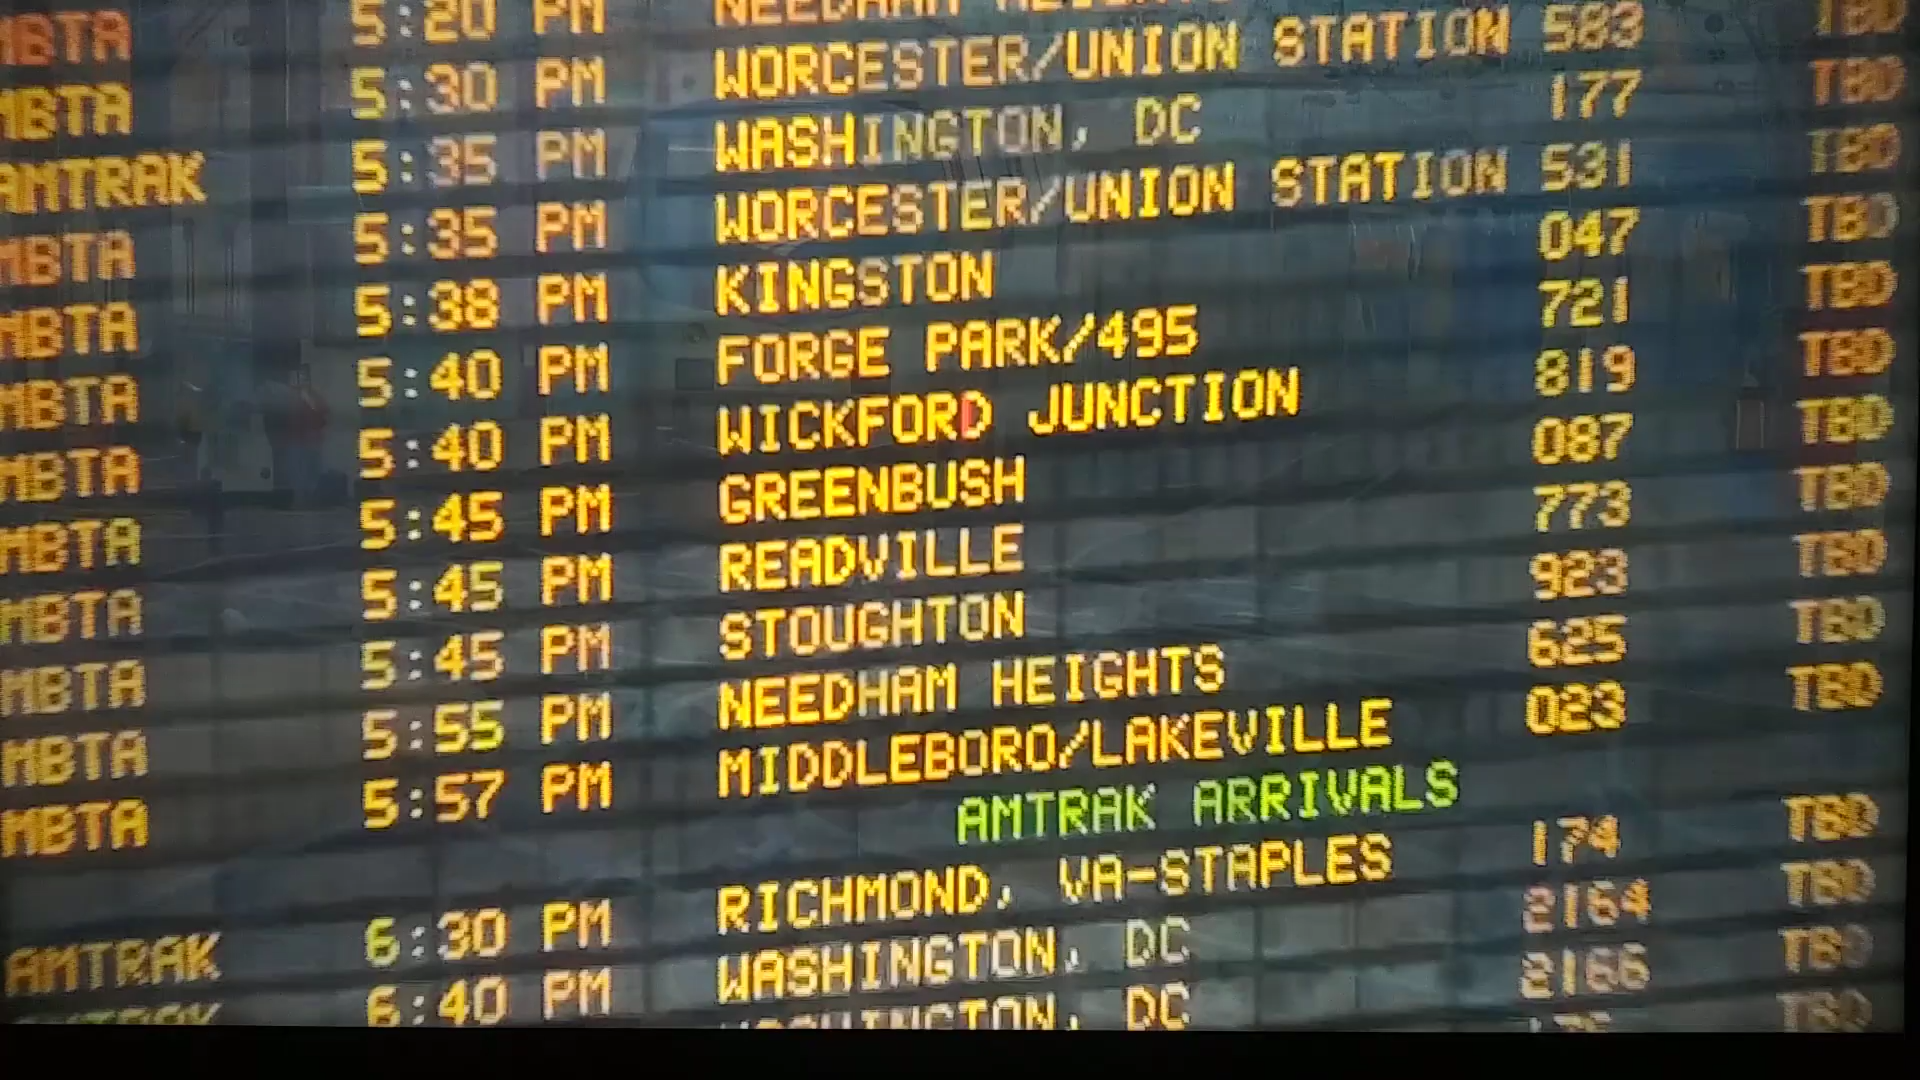 MBTA 5:20 PM NEEDHAM HEIGHTS
MBTA 5:30 PM WORCESTER/UNION STATION 583 TBD
AMTRAK 5:35 PM WASHINGTON, DC 177 TBD
MBTA 5:35 PM WORCESTER/UNION STATION 531 TBD
MBTA 5:38 PM KINGSTON 047 TBD
MBTA 5:40 PM FORGE PARK/495 721 TBD
MBTA 5:40 PM WICKFORD JUNCTION 819 TBD
MBTA 5:45 PM GREENBUSH 087 TBD
MBTA 5:45 PM READVILLE 773 TBD
MBTA 5:45 PM STOUGHTON 923 TBD
MBTA 5:55 PM NEEDHAM HEIGHTS 625 TBD
MBTA 5:57 PM MIDDLEBORO/LAKEVILLE 023 TBD
AMTRAK ARRIVALS
AMTRAK 6:30 PM RICHMOND, VA-STAPLES 174 TBD
AMTRAK 6:40 PM WASHINGTON, DC 2164 TBD
WASHINGTON, DC 2166 TBD
TBD